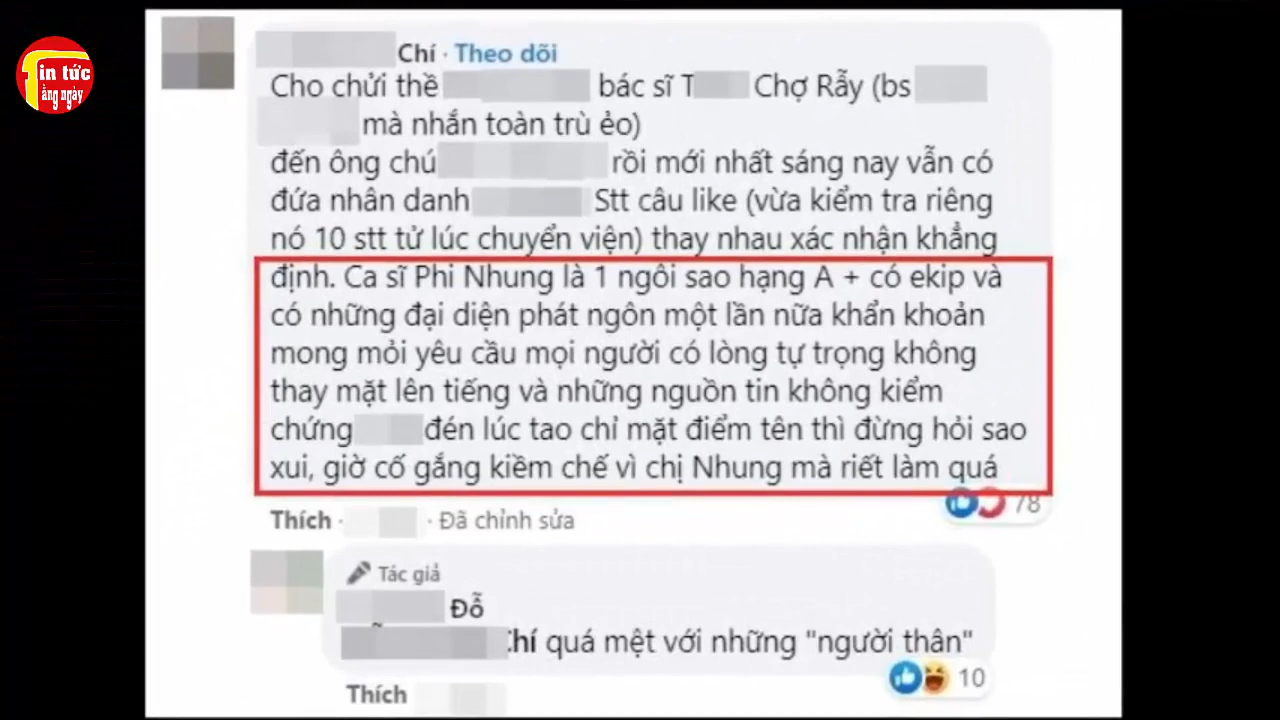 Tin tức
hằng ngày
Chí · Theo dõi
Cho chửi thề bác sĩ T Chợ Rẫy (bs
mà nhắn toàn trù ẻo)
đến ông chú rồi mới nhất sáng nay vẫn có
đứa nhân danh Stt câu like (vừa kiểm tra riêng
nó 10 stt tử lúc chuyển viện) thay nhau xác nhận khẳng
định. Ca sĩ Phi Nhung là 1 ngôi sao hạng A + có ekip và
có những đại diện phát ngôn một lần nữa khẩn khoản
mong mỏi yêu cầu mọi người có lòng tự trọng không
thay mặt lên tiếng và những nguồn tin không kiểm
chứng đén lúc tao chỉ mặt điểm tên thì đừng hỏi sao
xui, giờ cố gắng kiềm chế vì chị Nhung mà riết làm quá
78
Thích · · Đã chỉnh sửa
Tác giả
Đỗ
Chí quá mệt với những "người thân"
10
Thích